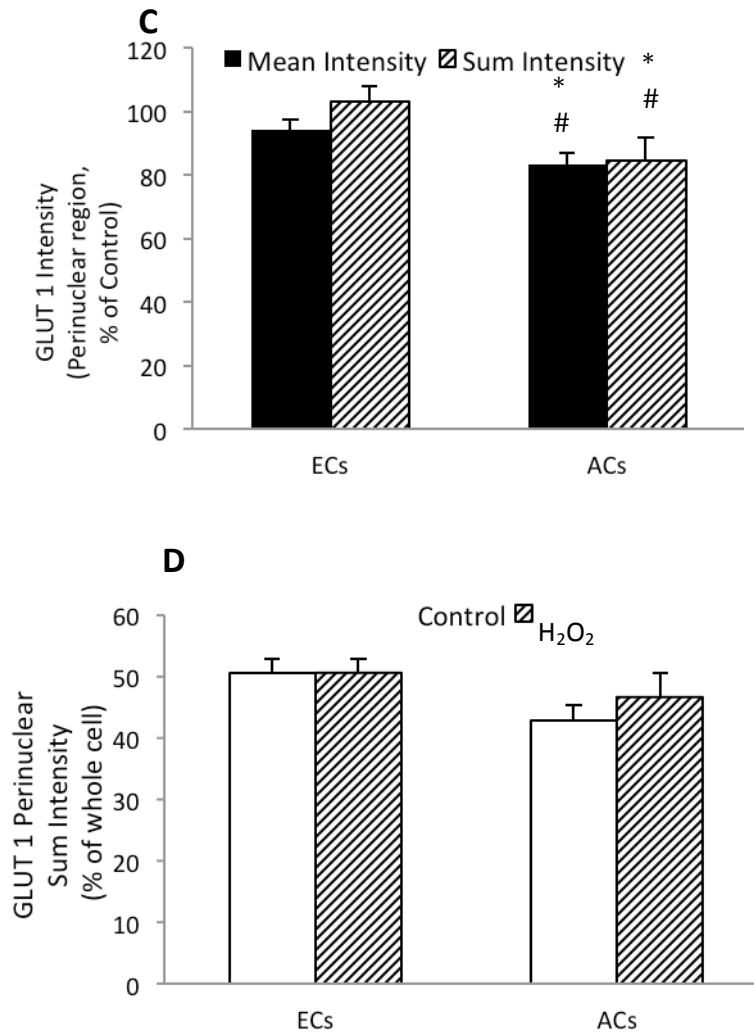 C
120
100
80
60
40
20
0
GLUT 1 Intensity
(Perinuclear region,
% of Control)
Mean Intensity Sum Intensity
* *
# #
ECs ACs
D
60
50
40
30
20
10
0
GLUT 1 Perinuclear
Sum Intensity
(% of whole cell)
Control H₂O₂
ECs ACs